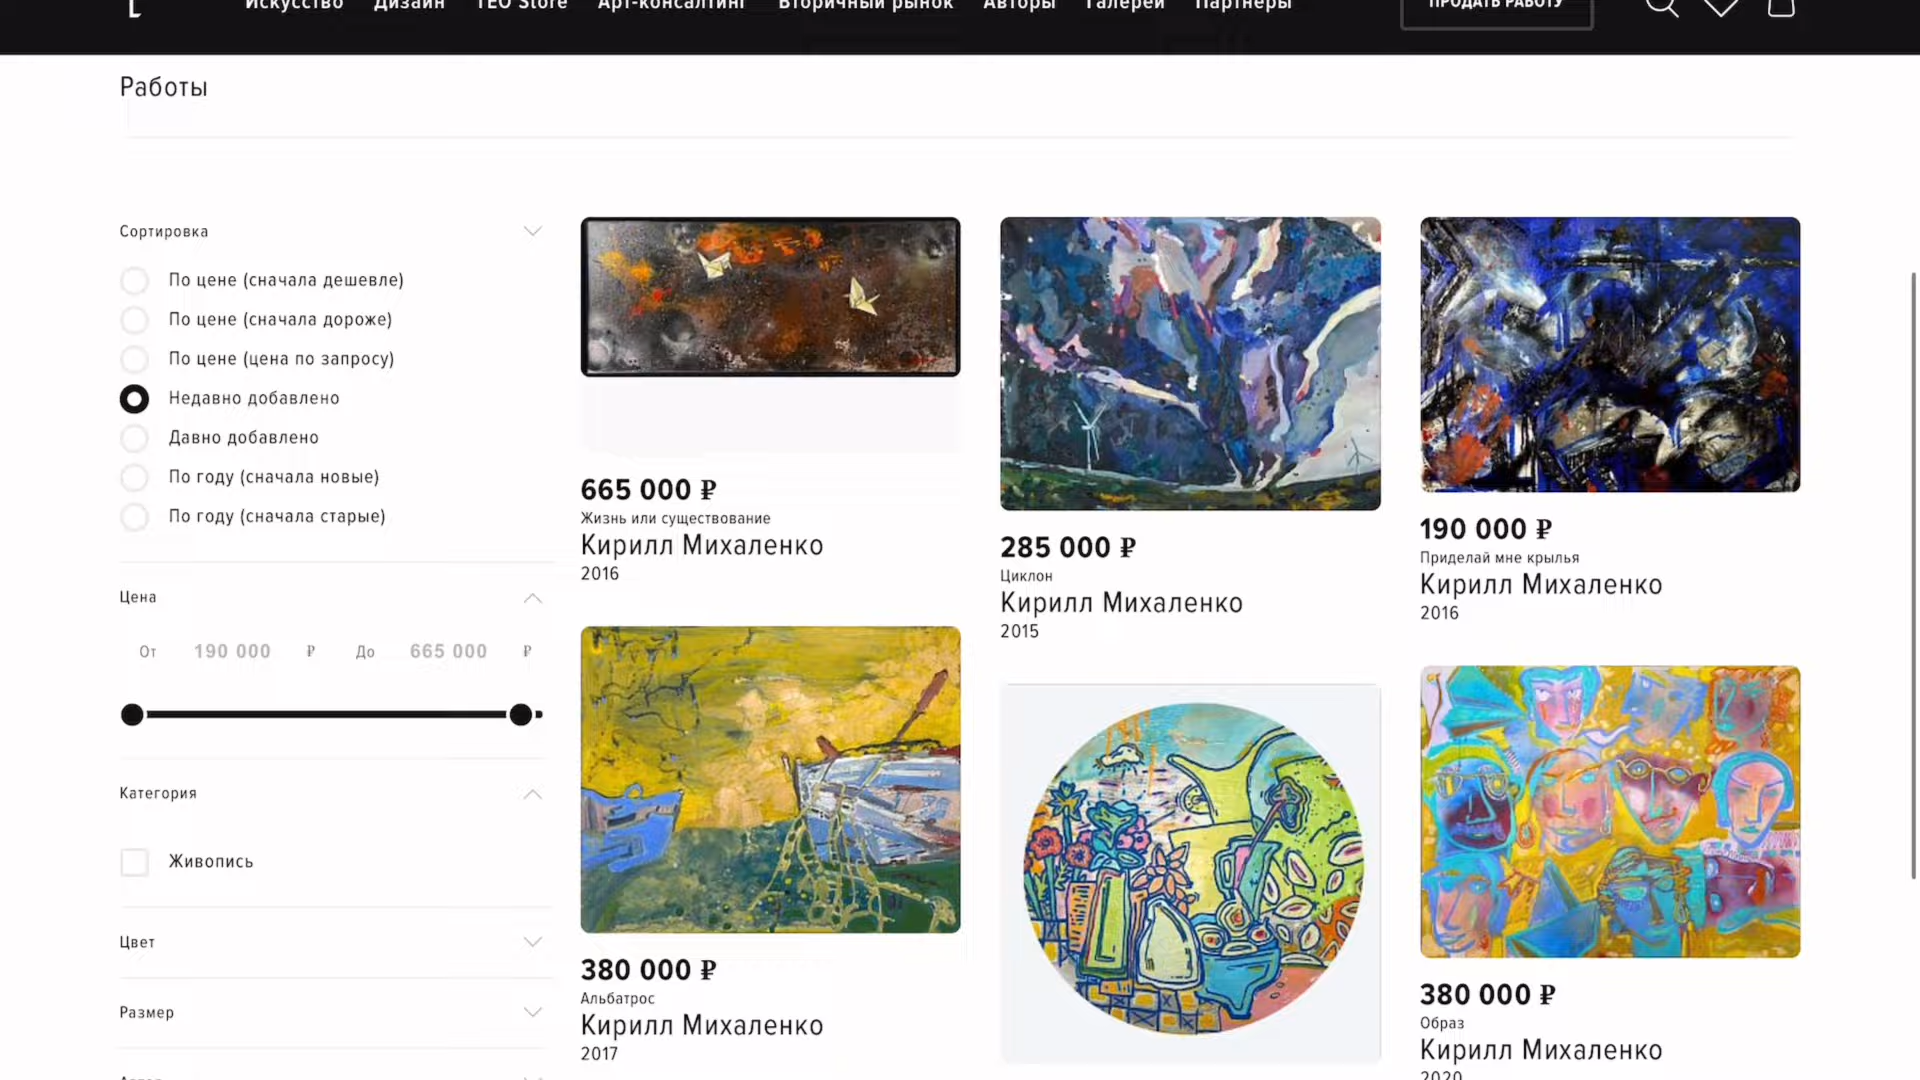 Искусство Дизайн TEO Store Арт-консалтинг Вторичный рынок Авторы Галереи Партнеры ПРОДАТЬ РАБОТУ
Работы
Сортировка
По цене (сначала дешевле)
По цене (сначала дороже)
По цене (цена по запросу)
Недавно добавлено
Давно добавлено
По году (сначала новые)
По году (сначала старые)
Цена
От 190 000 ₽ До 665 000 ₽
Категория
Живопись
Цвет
Размер
665 000 ₽
Жизнь или существование
Кирилл Михаленко
2016
285 000 ₽
Циклон
Кирилл Михаленко
2015
190 000 ₽
Приделай мне крылья
Кирилл Михаленко
2016
380 000 ₽
Альбатрос
Кирилл Михаленко
2017
380 000 ₽
Образ
Кирилл Михаленко
2020